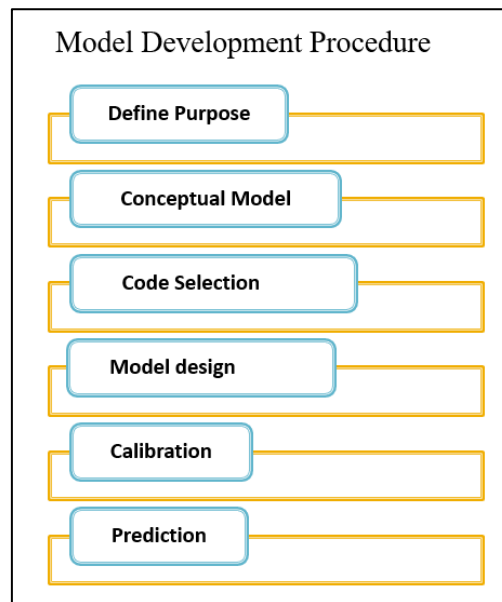 Model Development Procedure
Define Purpose
Conceptual Model
Code Selection
Model design
Calibration
Prediction